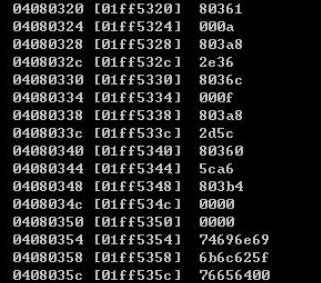 04080320 [01ff5320] 80361
04080324 [01ff5324] 000a
04080328 [01ff5328] 803a8
0408032c [01ff532c] 2e36
04080330 [01ff5330] 8036c
04080334 [01ff5334] 000f
04080338 [01ff5338] 803a8
0408033c [01ff533c] 2d5c
04080340 [01ff5340] 80360
04080344 [01ff5344] 5ca6
04080348 [01ff5348] 803b4
0408034c [01ff534c] 0000
04080350 [01ff5350] 0000
04080354 [01ff5354] 74696e69
04080358 [01ff5358] 6b6c625f
0408035c [01ff535c] 76656400